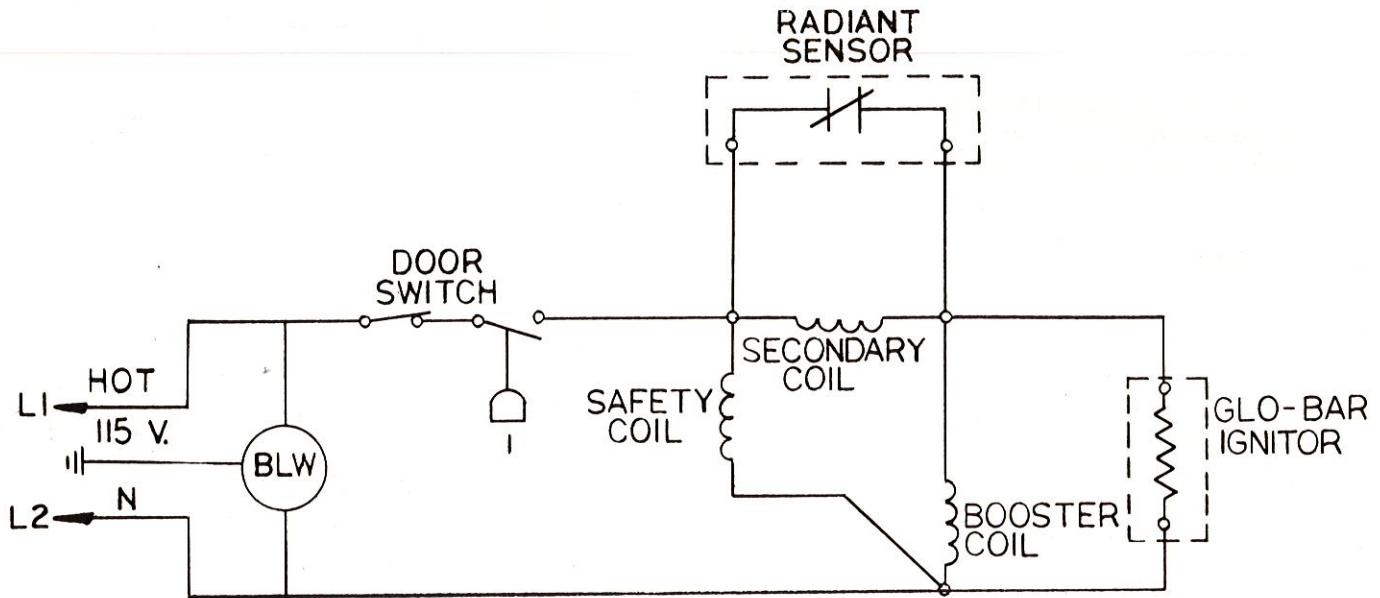 RADIANT
SENSOR
DOOR
SWITCH
SECONDARY
COIL
SAFETY
COIL
HOT
L1
115 V.
BLW
GLO-BAR
IGNITOR
N
L2
BOOSTER
COIL
1